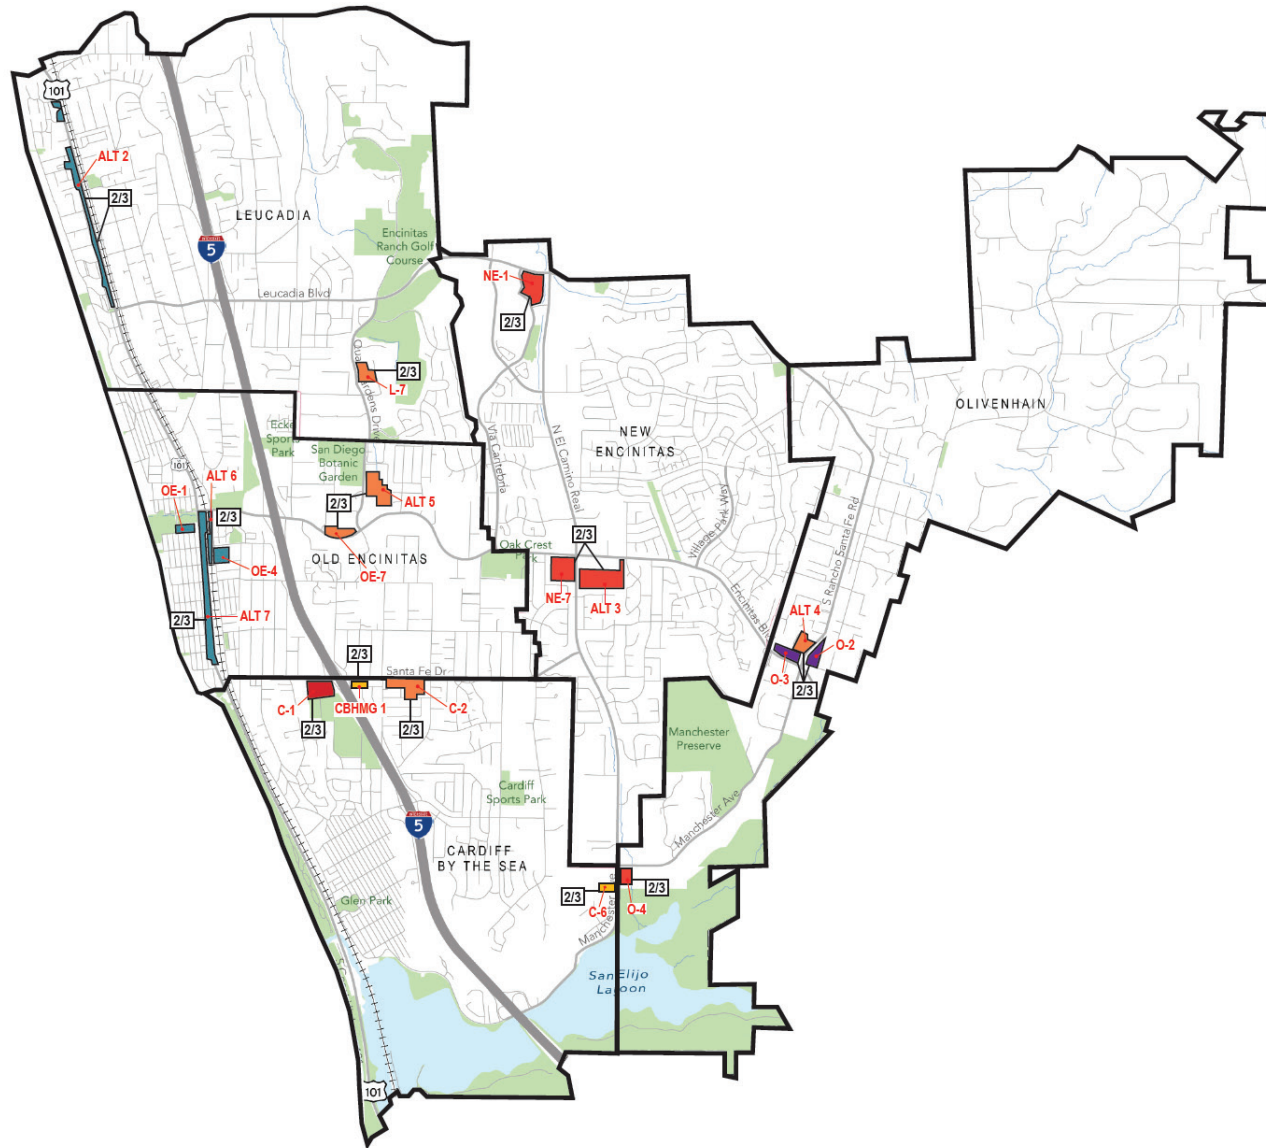 101
ALT 2
2/3
LEUCADIA
5
Encinitas
Ranch Golf
Course
Leucadia Blvd
NE-1
2/3
2/3
L-7
Quail Gardens Drive
OLIVENHAIN
NEW
ENCINITAS
N El Camino Real
Via Cantebria
Village Park Way
S Rancho Santa Fe Rd
Ecke
Sports
Park
San Diego
Botanic
Garden
101
ALT 6
OE-1
2/3
ALT 5
2/3
OE-4
OLD ENCINITAS
OE-7
Oak Crest
Park
2/3
NE-7
ALT 3
Encinitas Blvd
ALT 4
O-2
O-3
2/3
ALT 7
2/3
2/3
Santa Fe Dr
C-1
CBHMG 1
C-2
2/3
2/3
Manchester
Preserve
Cardiff
Sports Park
Manchester Ave
5
CARDIFF
BY THE SEA
Glen Park
2/3
C-6
O-4
2/3
Manchester
San Elijo
Lagoon
101